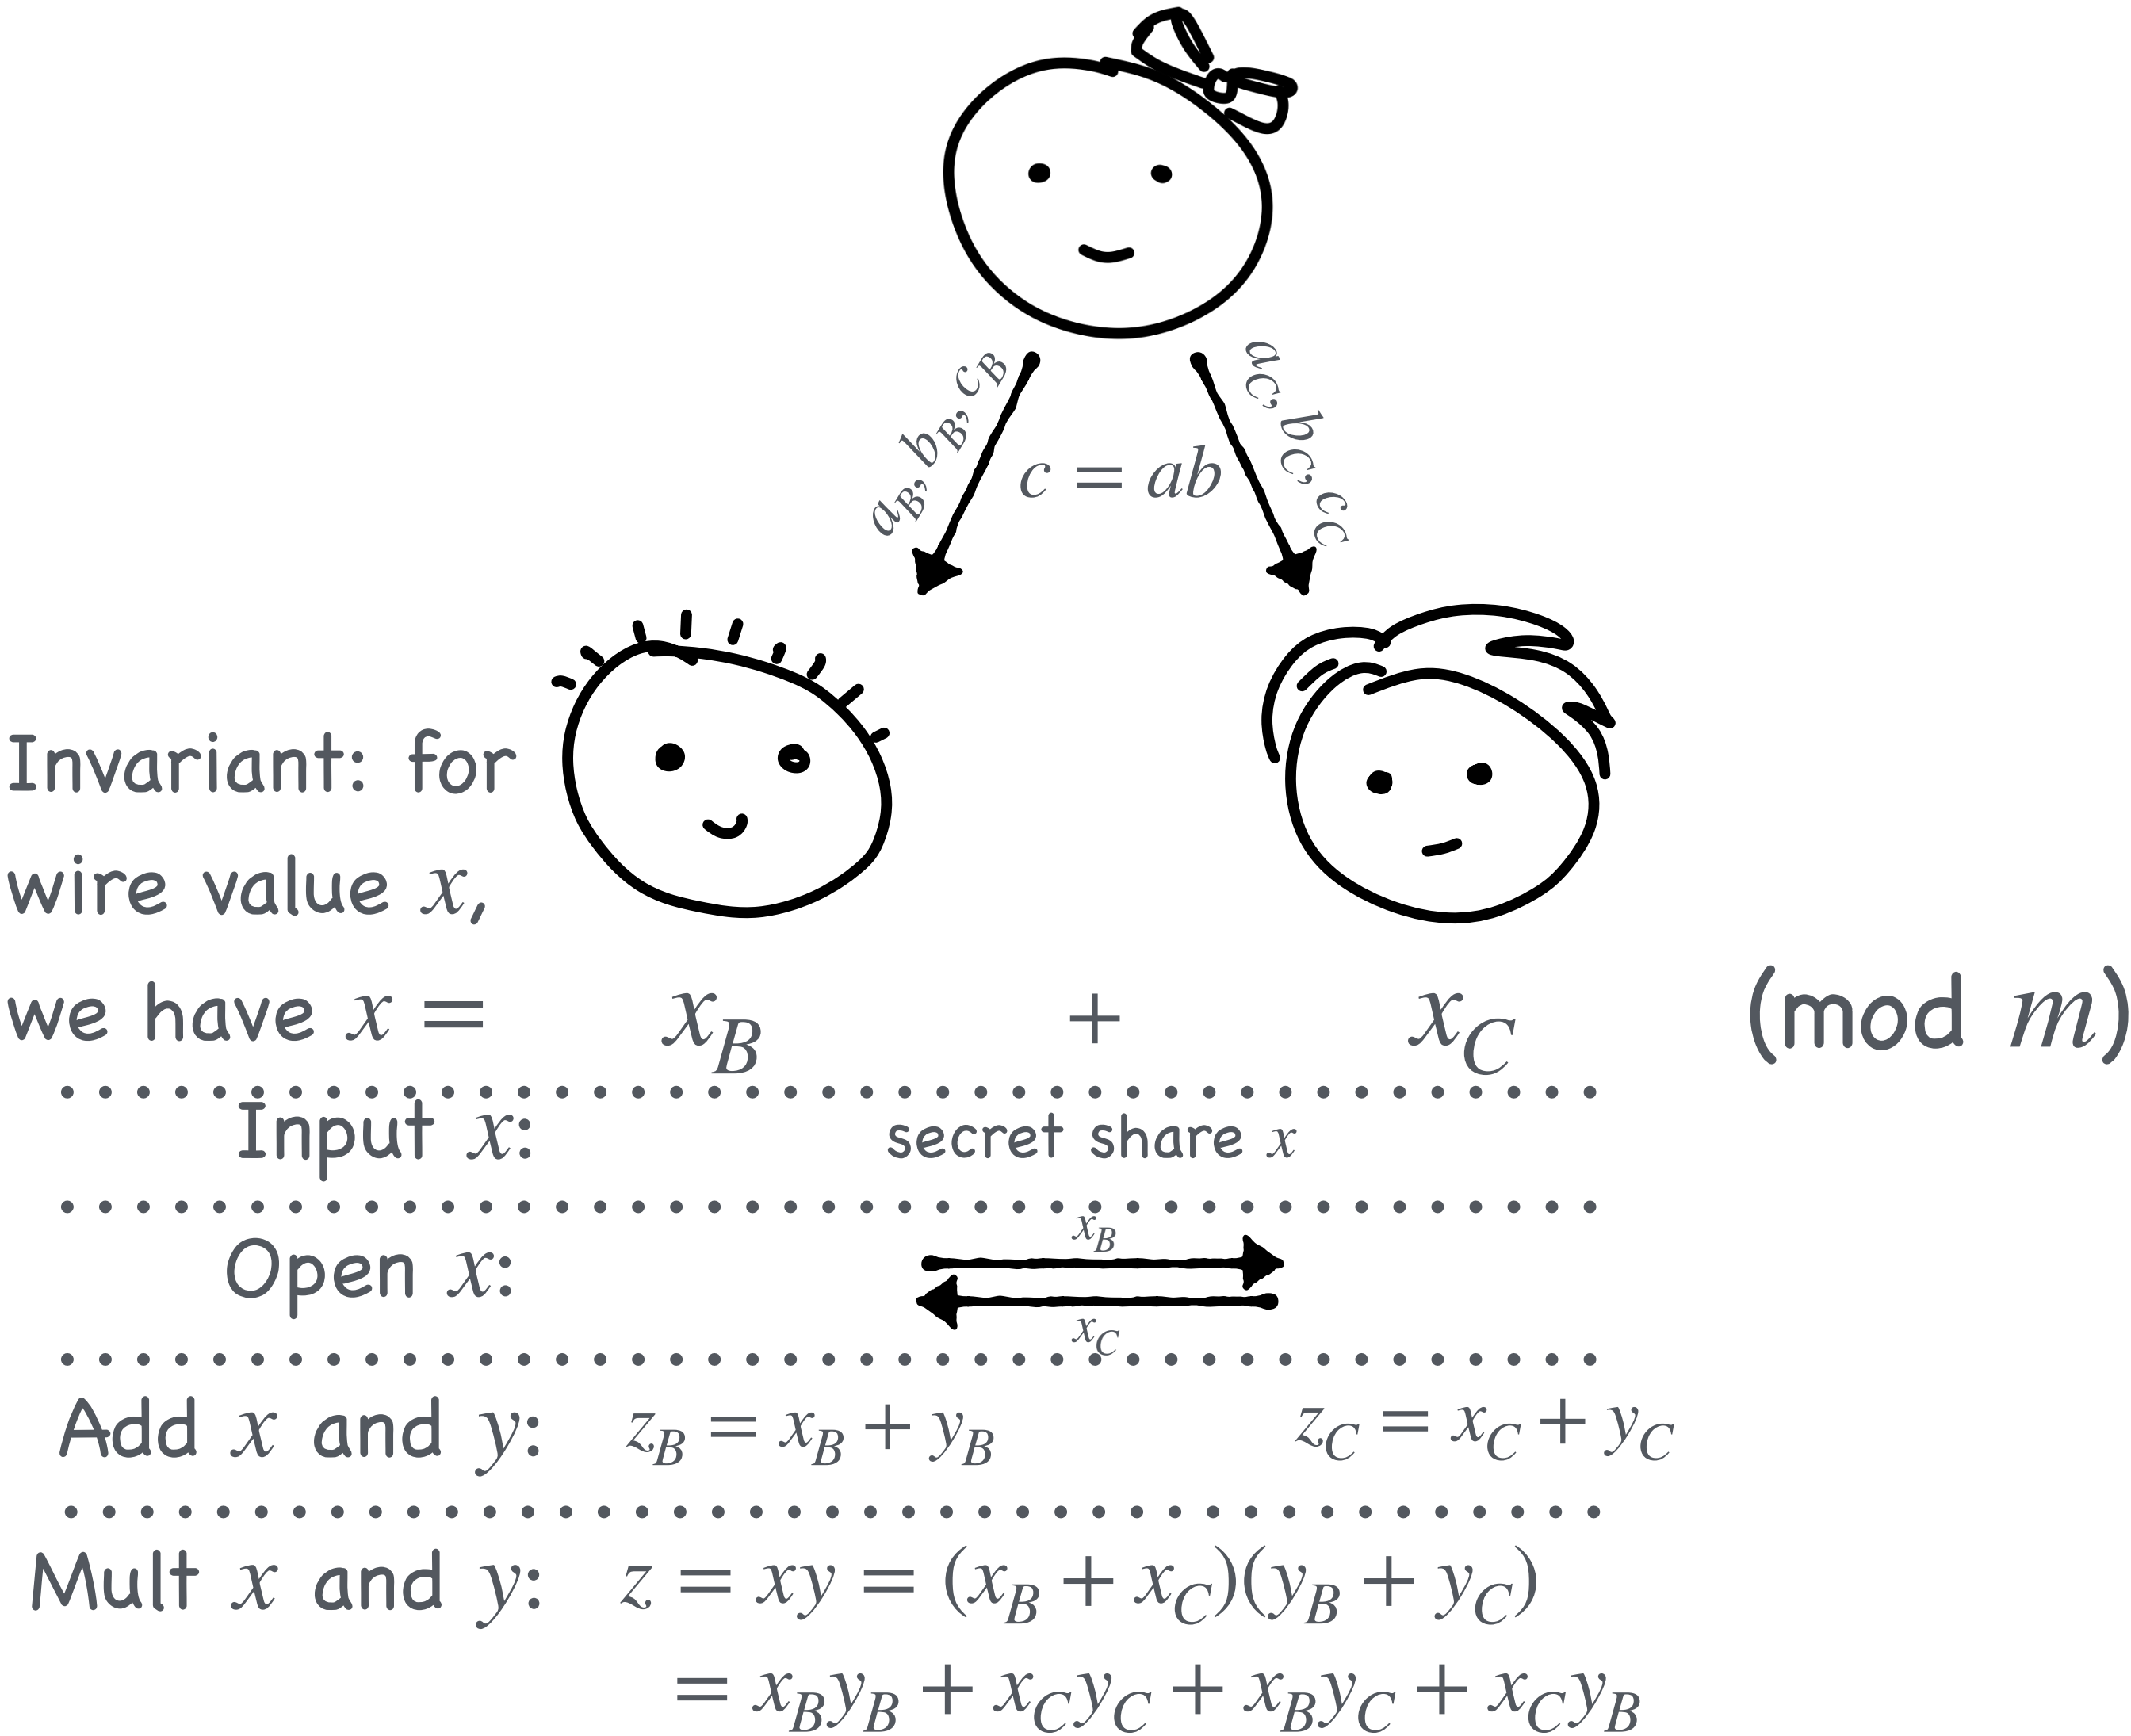 a_B, b_B, c_B
a_C, b_C, c_C
c = ab
Invariant: for
wire value x,
we have x = x_B + x_C (mod m)
Input x: secret share x
x_B
Open x:
x_C
Add x and y: z_B = x_B + y_B z_C = x_C + y_C
Mult x and y: z = xy = (x_B + x_C)(y_B + y_C)
= x_B y_B + x_C y_C + x_B y_C + x_C y_B